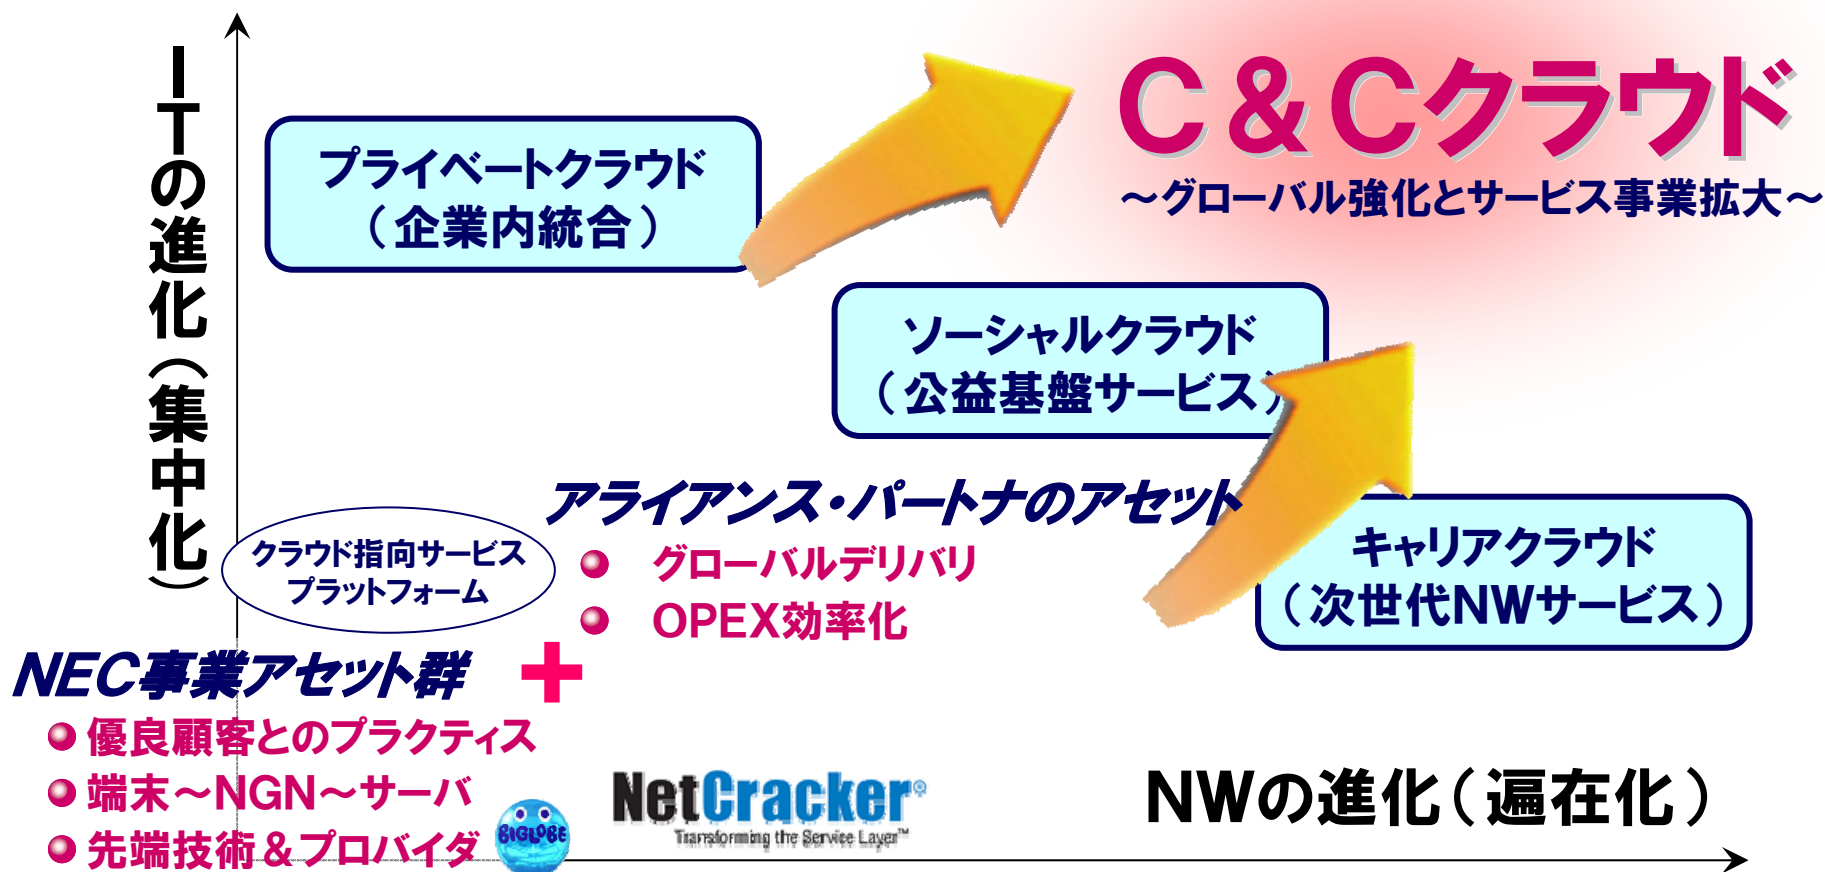 ITの進化（集中化）
プライベートクラウド
（企業内統合）
C＆Cクラウド
～グローバル強化とサービス事業拡大～
ソーシャルクラウド
（公益基盤サービス）
アライアンス・パートナのアセット
グローバルデリバリ
OPEX効率化
キャリアクラウド
（次世代NWサービス）
クラウド指向サービス
プラットフォーム
NEC事業アセット群
+
優良顧客とのプラクティス
端末～NGN～サーバ
先端技術＆プロバイダ
BIGLOBE
NetCracker®
Transforming the Service Layer™
NWの進化（遍在化）